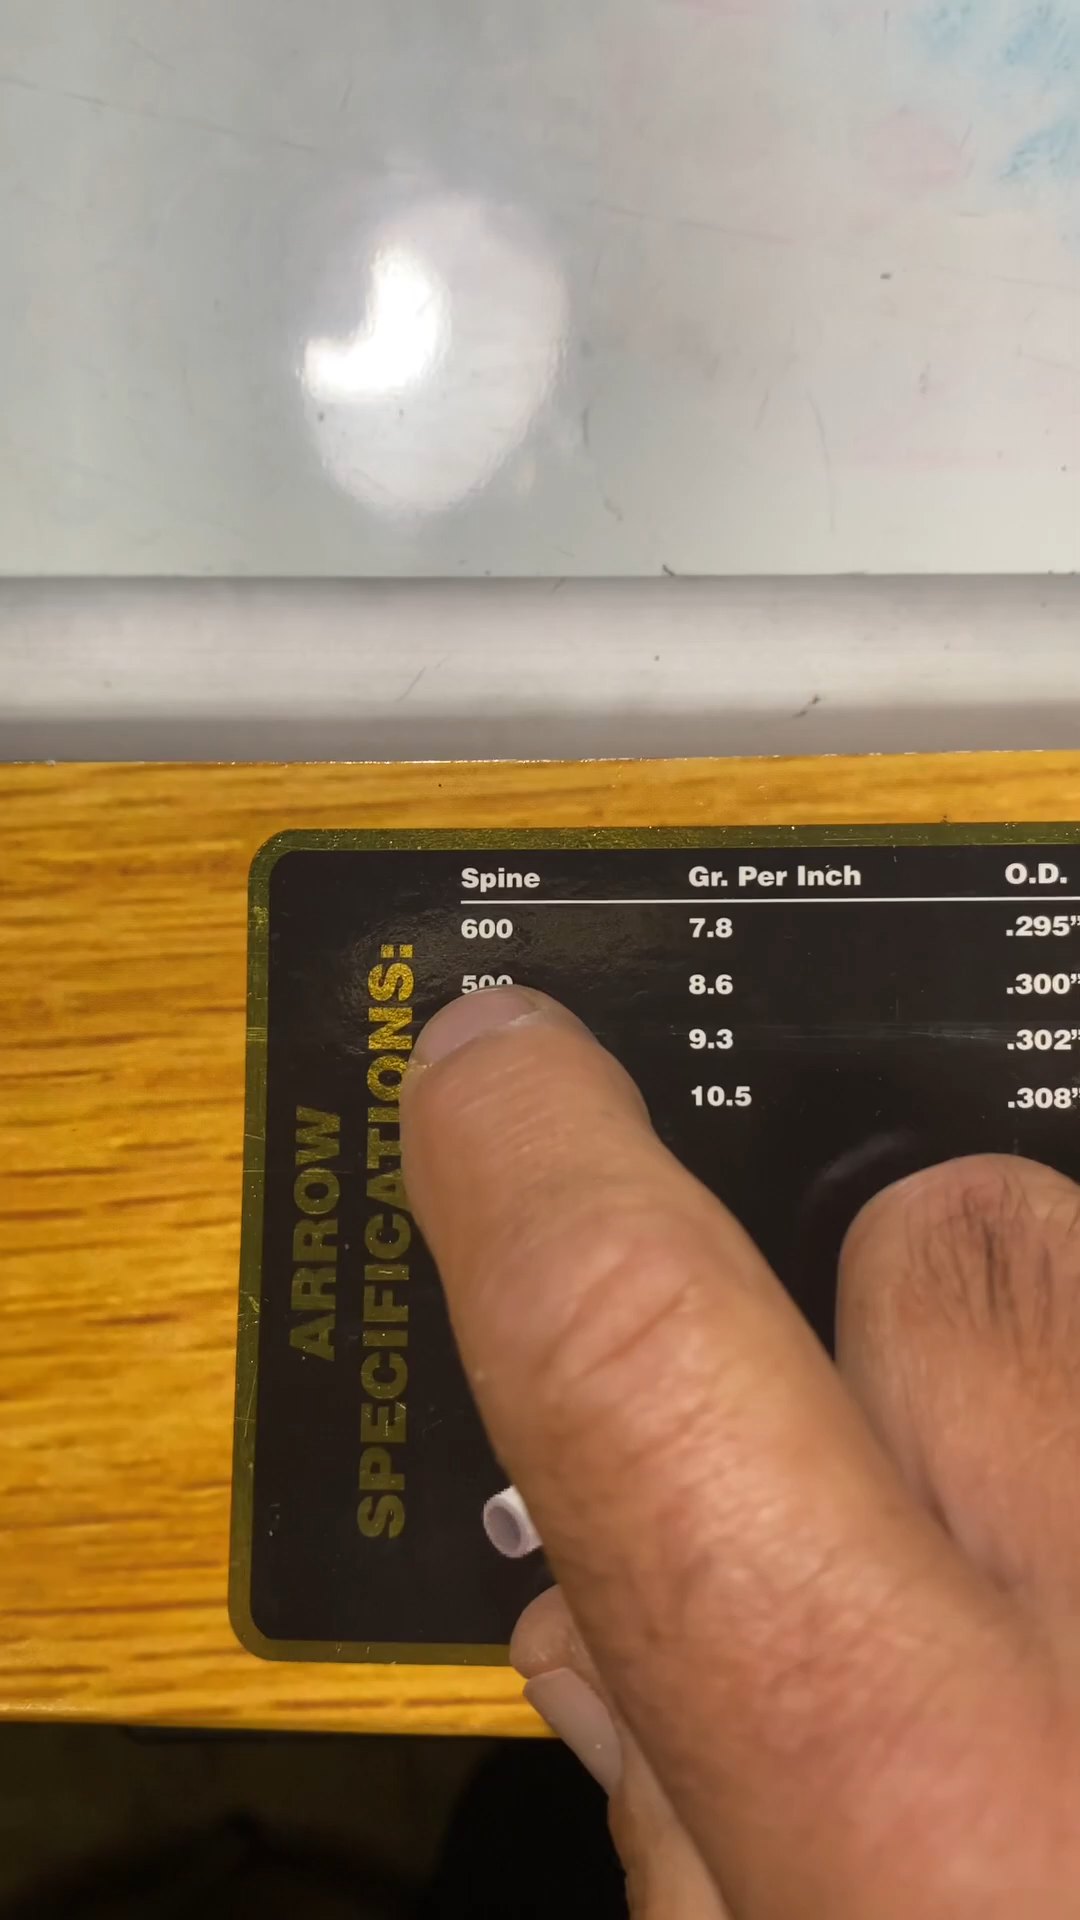 Spine Gr. Per Inch O.D.
600 7.8 .295”
500 8.6 .300”
9.3 .302”
10.5 .308”
ARROW
SPECIFICATIONS: